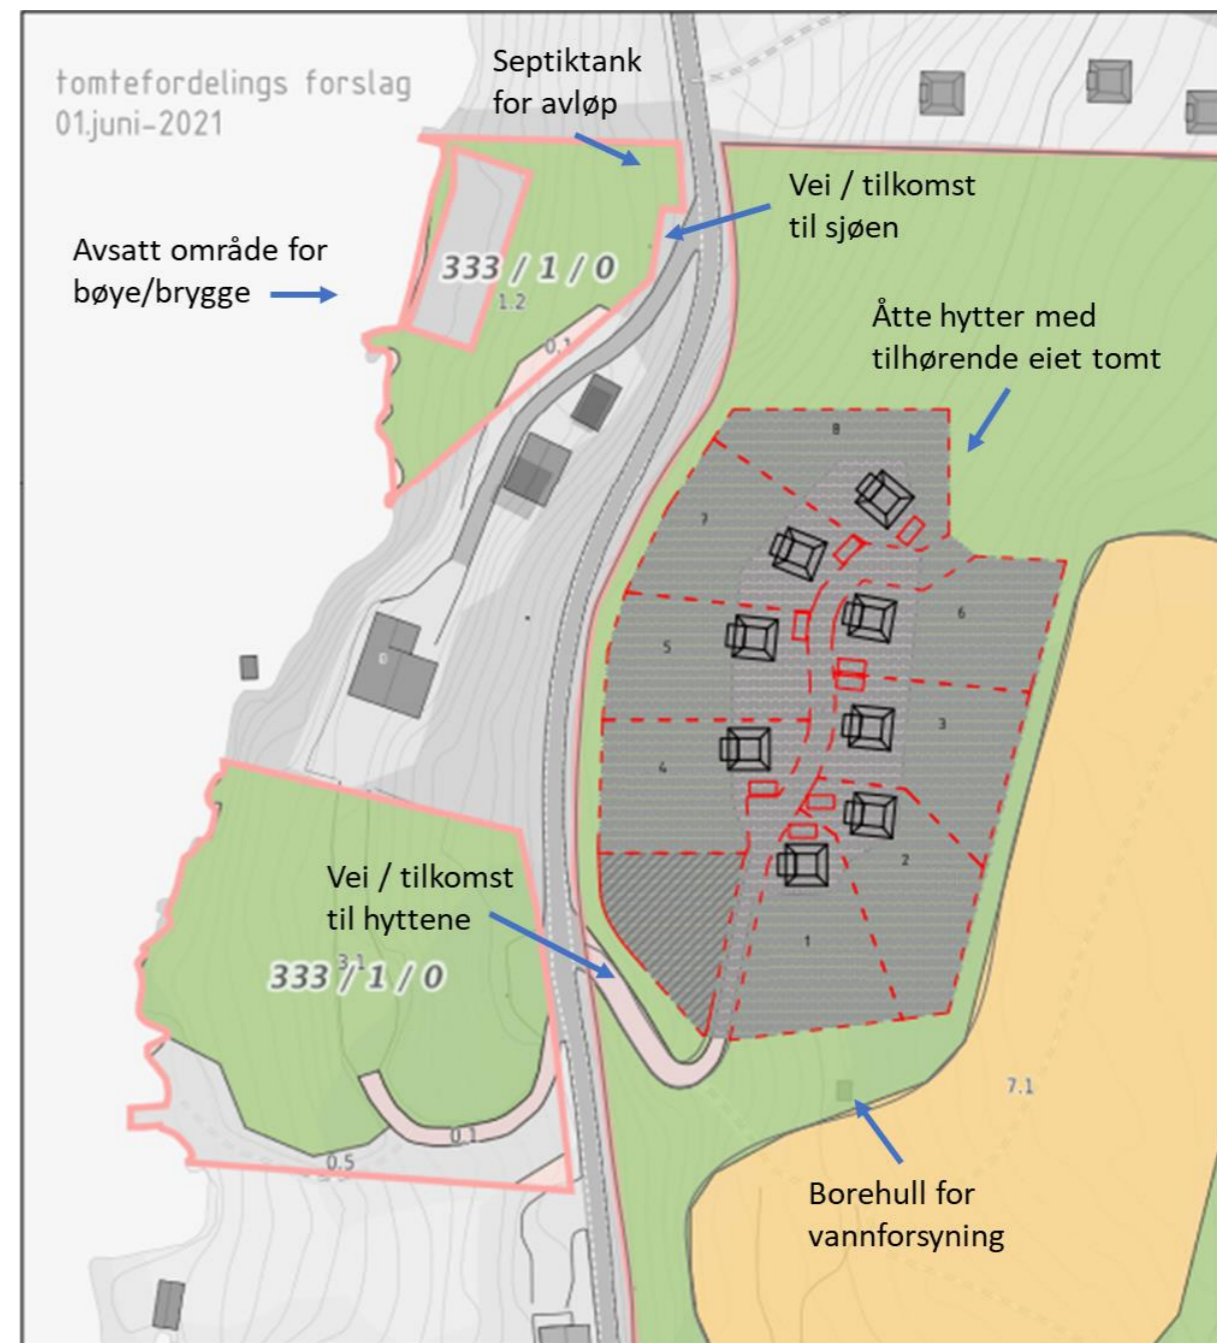 tomtefordelings forslag
01.juni-2021
Septiktank
for avløp
Vei / tilkomst
til sjøen
Avsatt område for
bøye/brygge
333 / 1 / 0
1.2
0.1
Åtte hytter med
tilhørende eiet tomt
8
7
6
5
3
4
2
1
Vei / tilkomst
til hyttene
3.1
333 / 1 / 0
0.1
0.5
7.1
Borehull for
vannforsyning